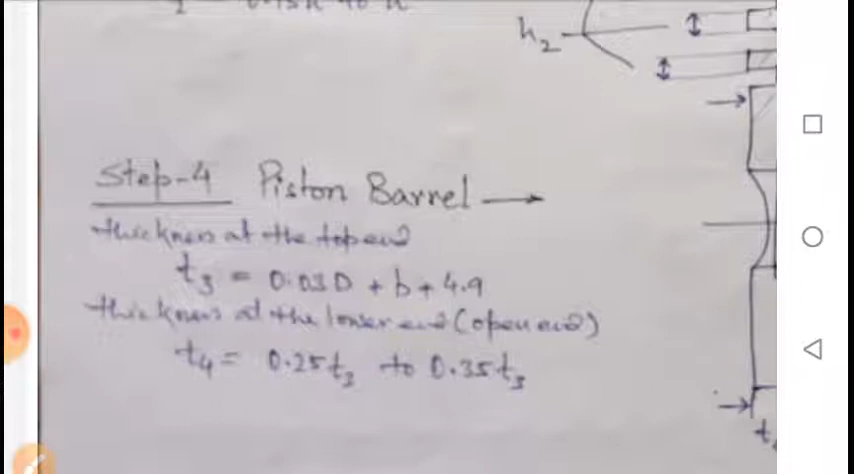 h₂
Step-4 Piston Barrel →
thickness at the top end
t₃ = 0.03D + b + 4.9
thickness at the lower end (open end)
t₄ = 0.25t₃ to 0.35t₃
t